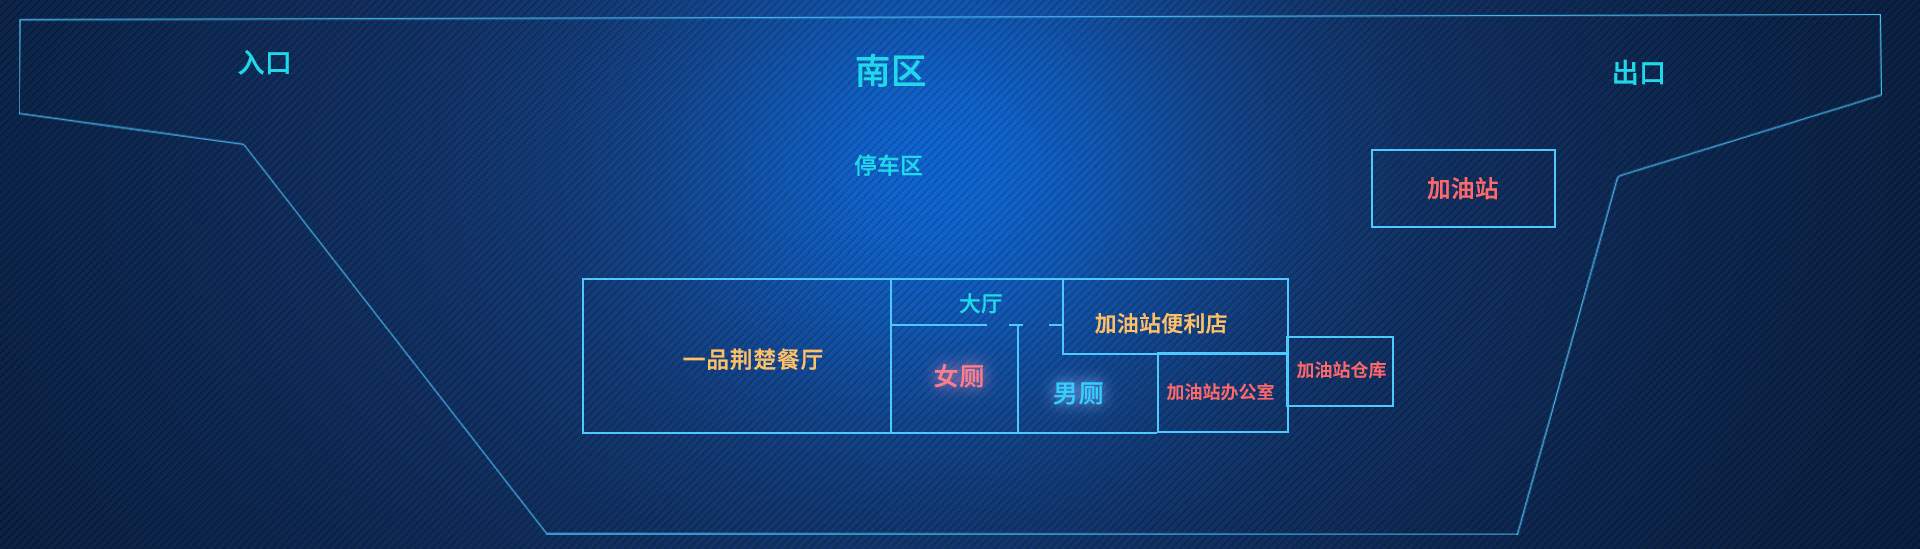 入口
南区
出口
停车区
加油站
大厅
加油站便利店
一品荆楚餐厅
女厕
男厕
加油站办公室
加油站仓库